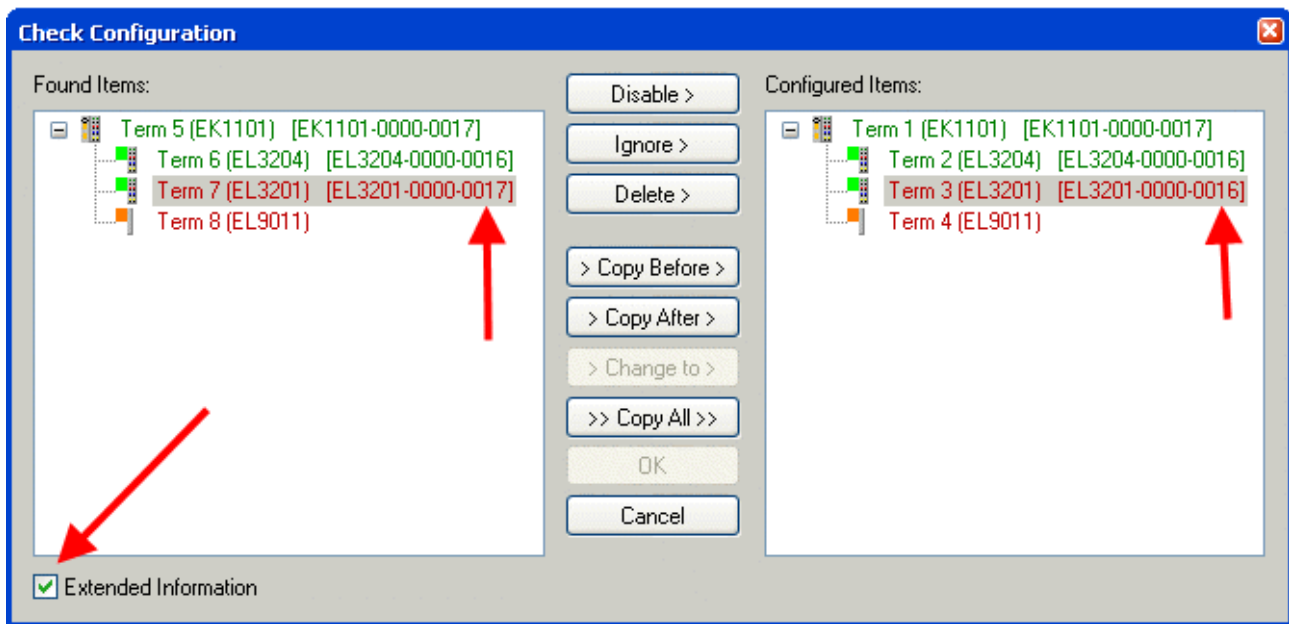 Check Configuration
Found Items:
Term 5 (EK1101) [EK1101-0000-0017]
Term 6 (EL3204) [EL3204-0000-0016]
Term 7 (EL3201) [EL3201-0000-0017]
Term 8 (EL9011)
Disable >
Ignore >
Delete >
> Copy Before >
> Copy After >
> Change to >
>> Copy All >>
OK
Cancel
Configured Items:
Term 1 (EK1101) [EK1101-0000-0017]
Term 2 (EL3204) [EL3204-0000-0016]
Term 3 (EL3201) [EL3201-0000-0016]
Term 4 (EL9011)
Extended Information